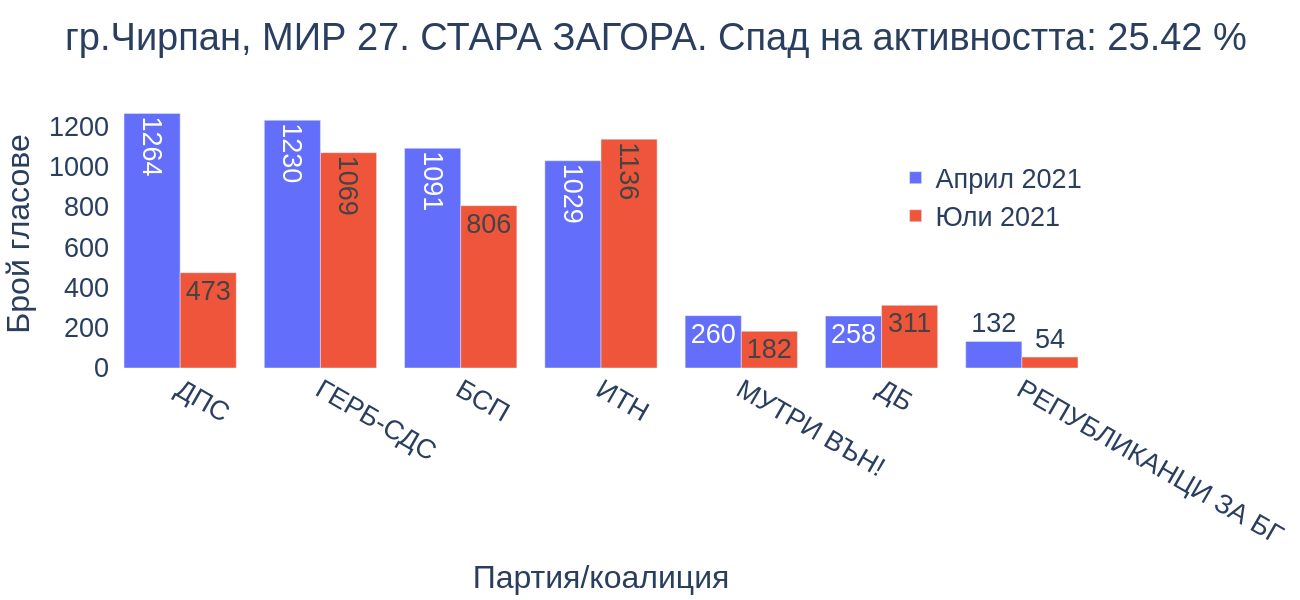 гр.Чирпан, МИР 27. СТАРА ЗАГОРА. Спад на активността: 25.42 %
Брой гласове
1200
1000
800
600
400
200
0
1264
473
1230
1069
1091
806
1029
1136
260
182
258
311
132
54
Април 2021
Юли 2021
ДПС
ГЕРБ-СДС
БСП
ИТН
МУТРИ ВЪН!
ДБ
РЕПУБЛИКАНЦИ ЗА БГ
Партия/коалиция